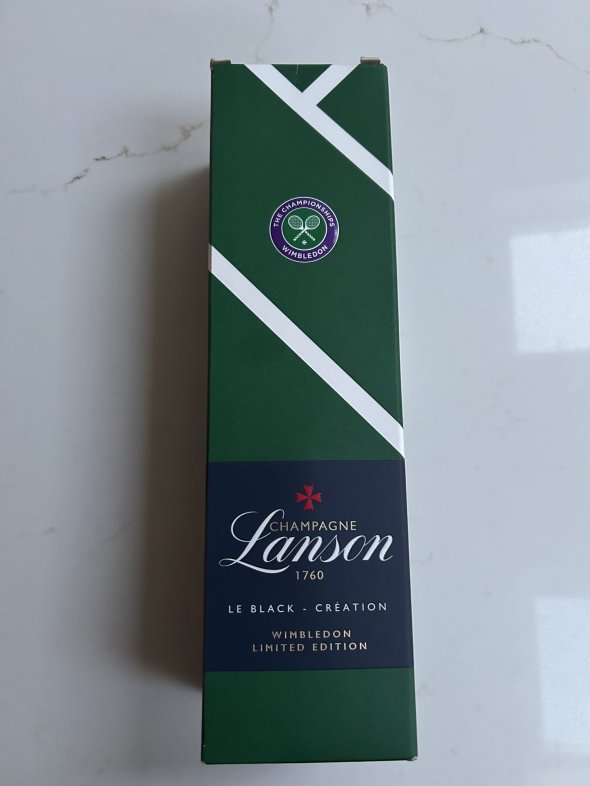 THE CHAMPIONSHIPS
WIMBLEDON
CHAMPAGNE
Lanson
1760
LE BLACK - CRÉATION
WIMBLEDON
LIMITED EDITION